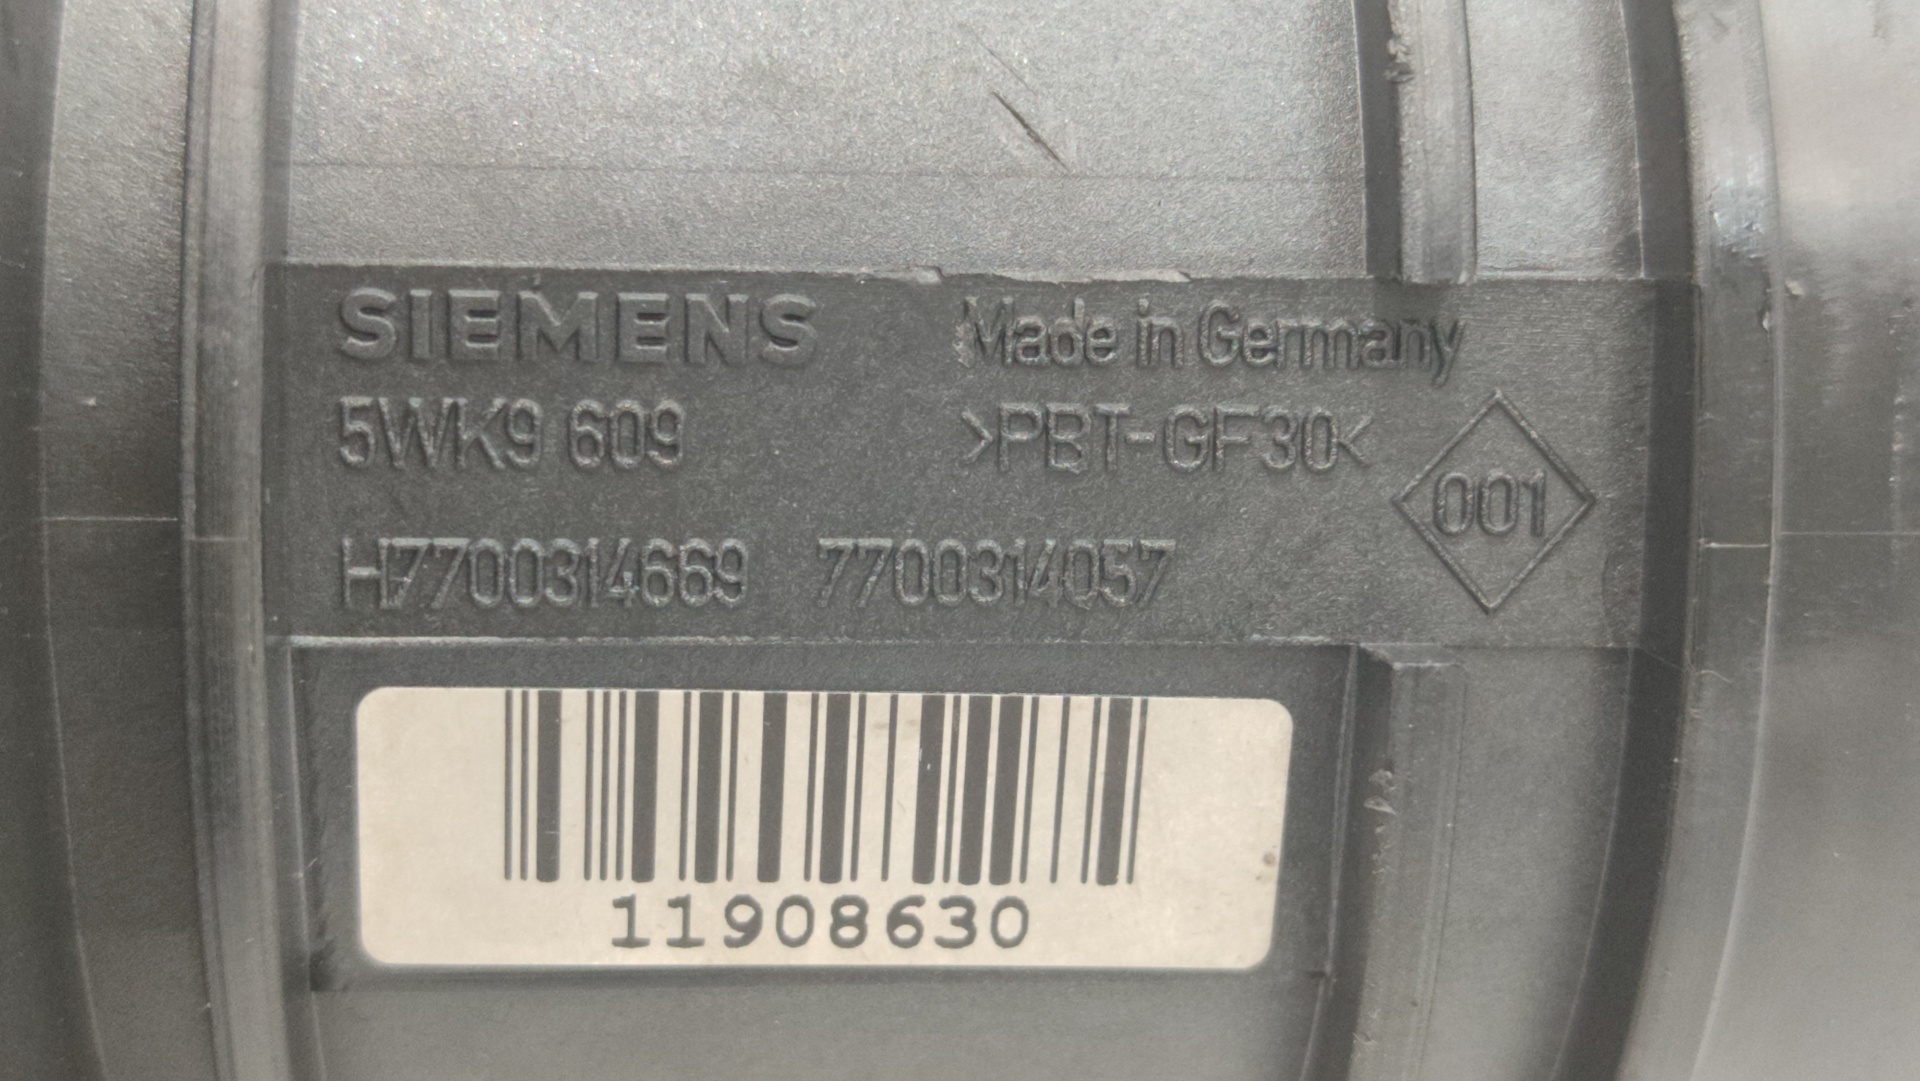 SIEMENS Made in Germany
5WK9 609 >PBT-GF30<
001
H7700314669 7700314057
11908630